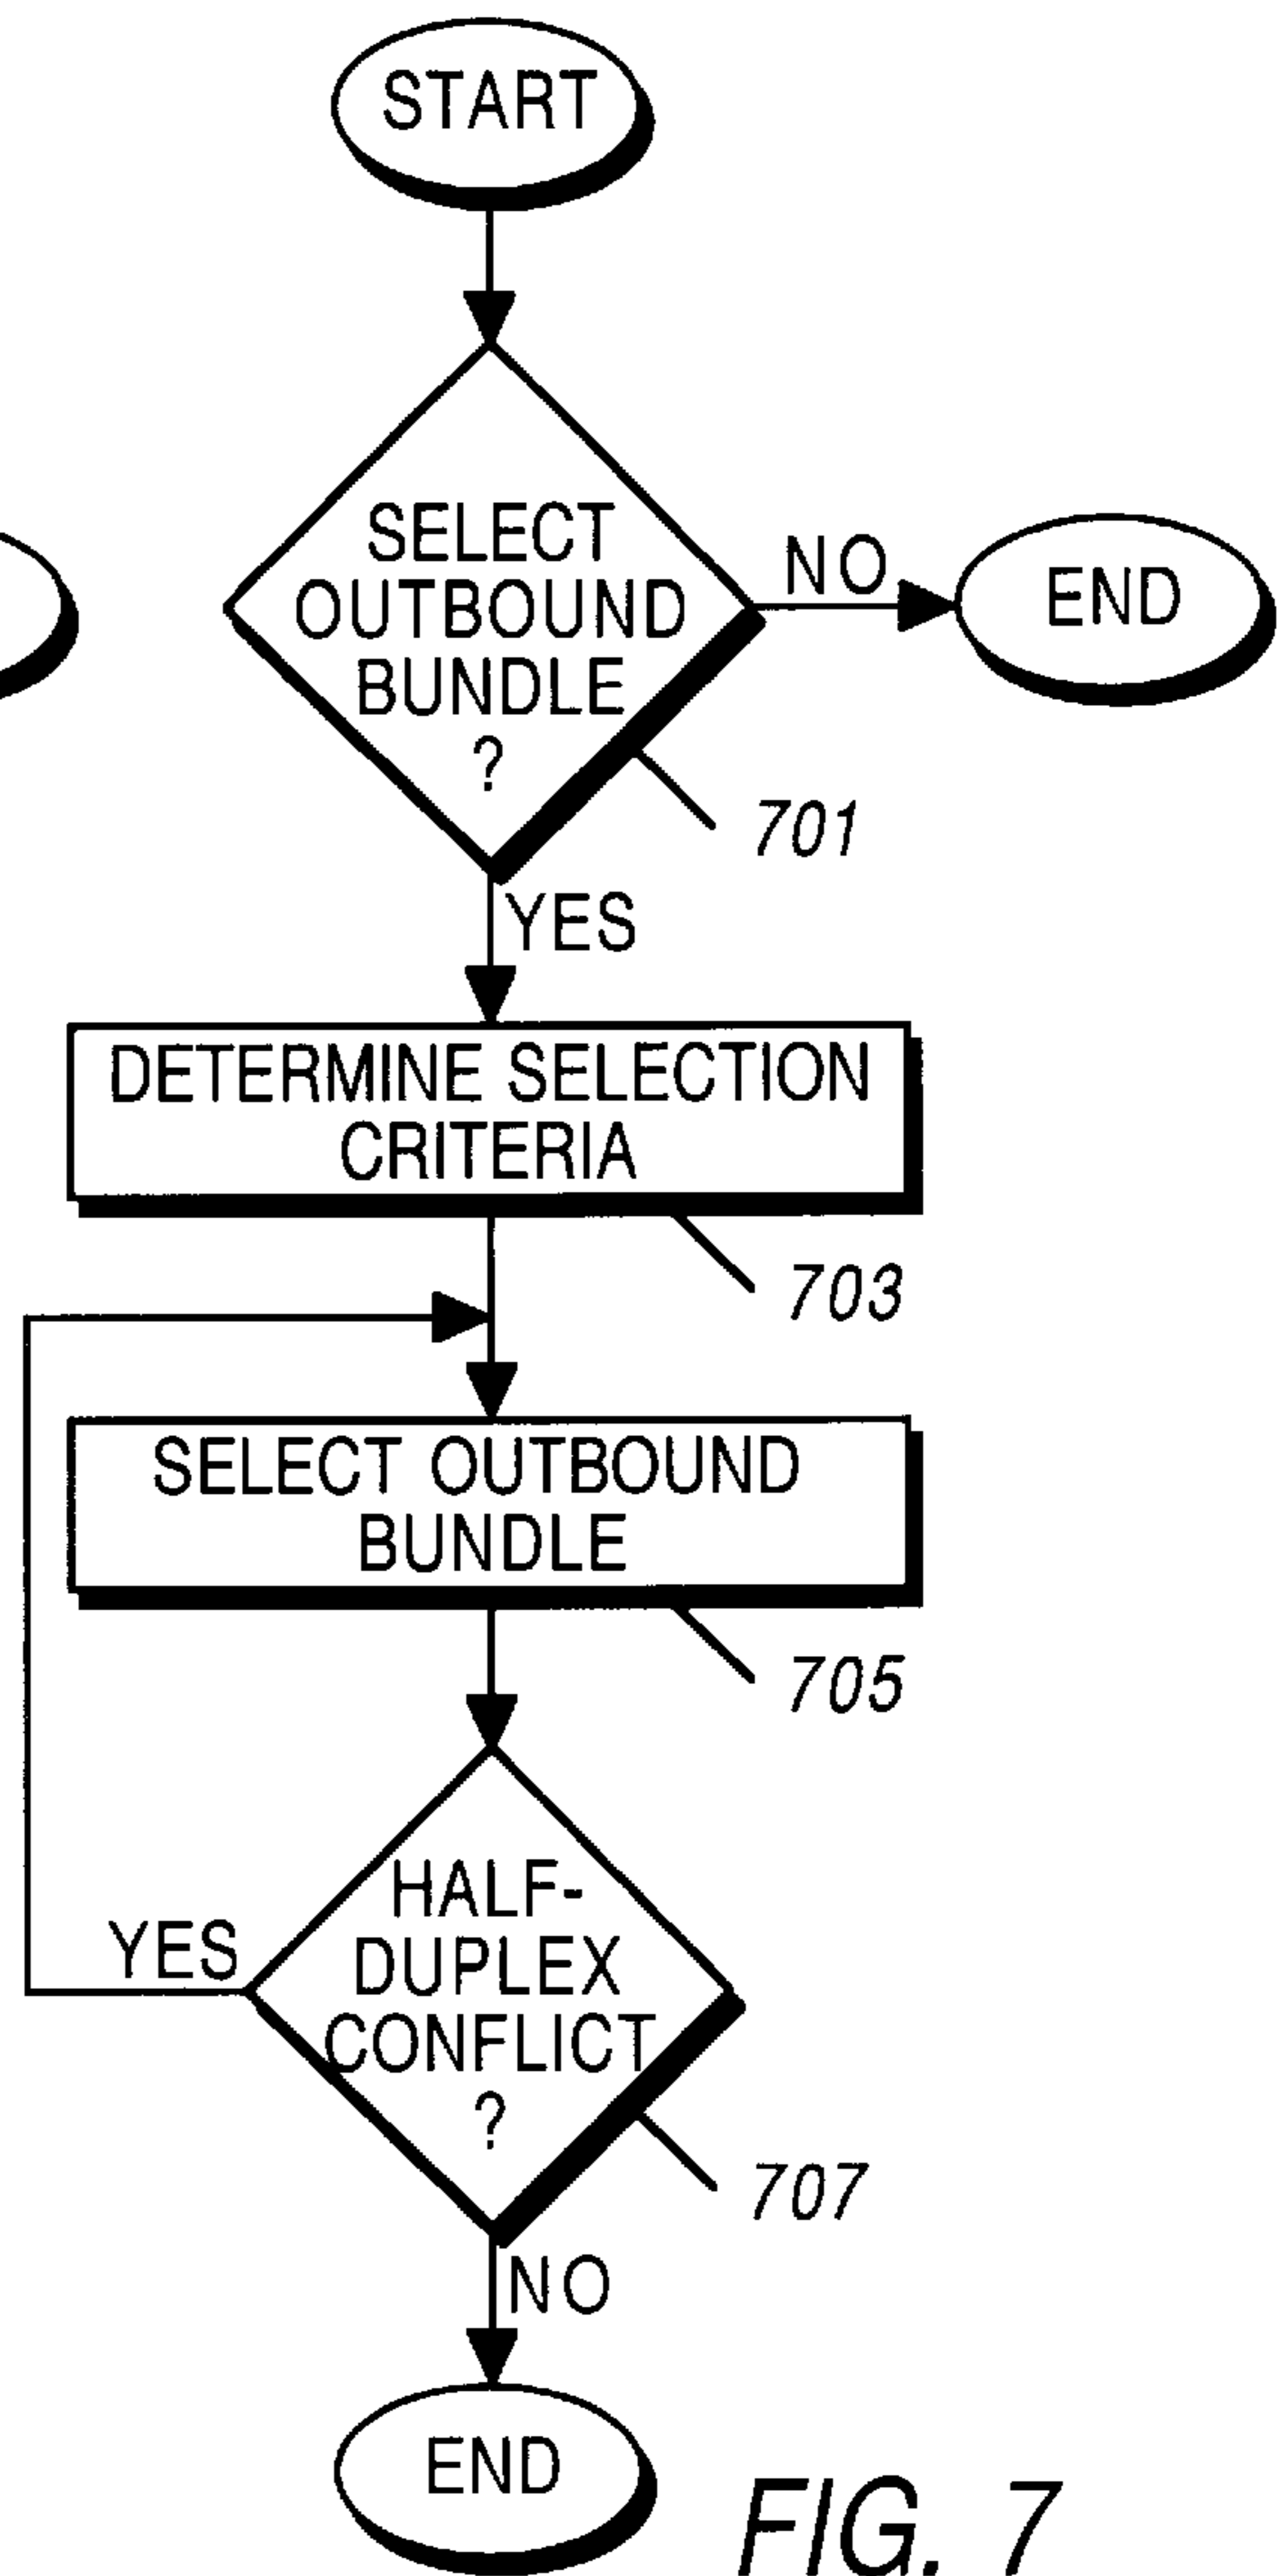 START
SELECT
OUTBOUND
BUNDLE
?
NO
END
701
YES
DETERMINE SELECTION
CRITERIA
703
SELECT OUTBOUND
BUNDLE
705
HALF-
DUPLEX
CONFLICT
?
YES
707
NO
END
FIG. 7